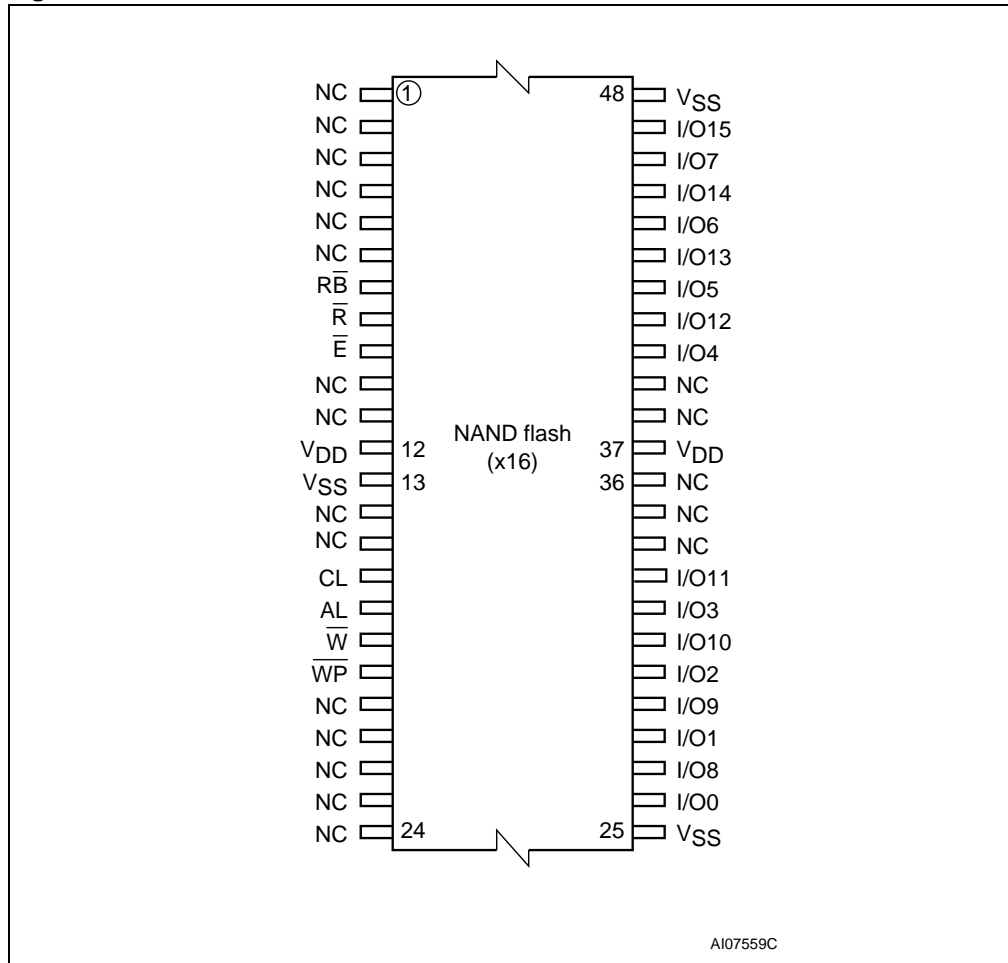 NC ① 48 VSS
NC I/O15
NC I/O7
NC I/O14
NC I/O6
NC I/O13
RB̅ I/O5
R̅ I/O12
E̅ I/O4
NC NC
NC NC
NAND flash
VDD 12 37 VDD
(x16)
VSS 13 36 NC
NC NC
NC NC
CL I/O11
AL I/O3
W̅ I/O10
W̅P̅ I/O2
NC I/O9
NC I/O1
NC I/O8
NC I/O0
NC 24 25 VSS
AI07559C